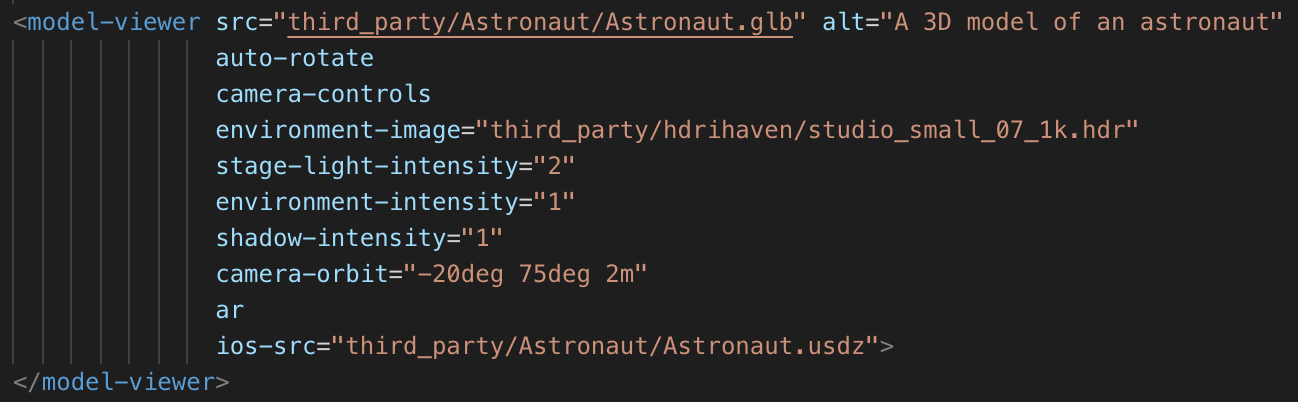 <model-viewer src="third_party/Astronaut/Astronaut.glb" alt="A 3D model of an astronaut"
auto-rotate
camera-controls
environment-image="third_party/hdrihaven/studio_small_07_1k.hdr"
stage-light-intensity="2"
environment-intensity="1"
shadow-intensity="1"
camera-orbit="-20deg 75deg 2m"
ar
ios-src="third_party/Astronaut/Astronaut.usdz">
</model-viewer>